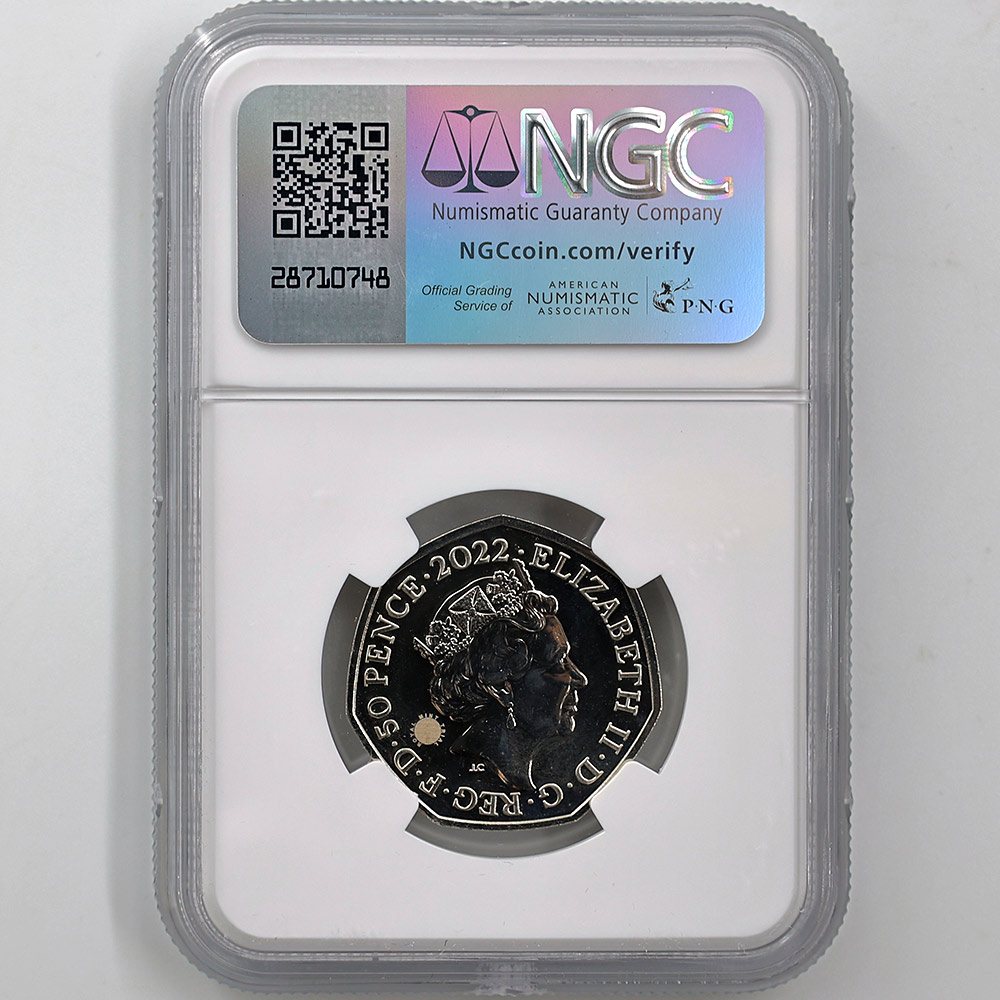 NGC
Numismatic Guaranty Company
NGCcoin.com/verify
28710748
Official Grading
Service of
AMERICAN
NUMISMATIC
ASSOCIATION
P·N·G
ELIZABETH II · D · G · REG · F · D · 50 PENCE · 2022 ·
JC